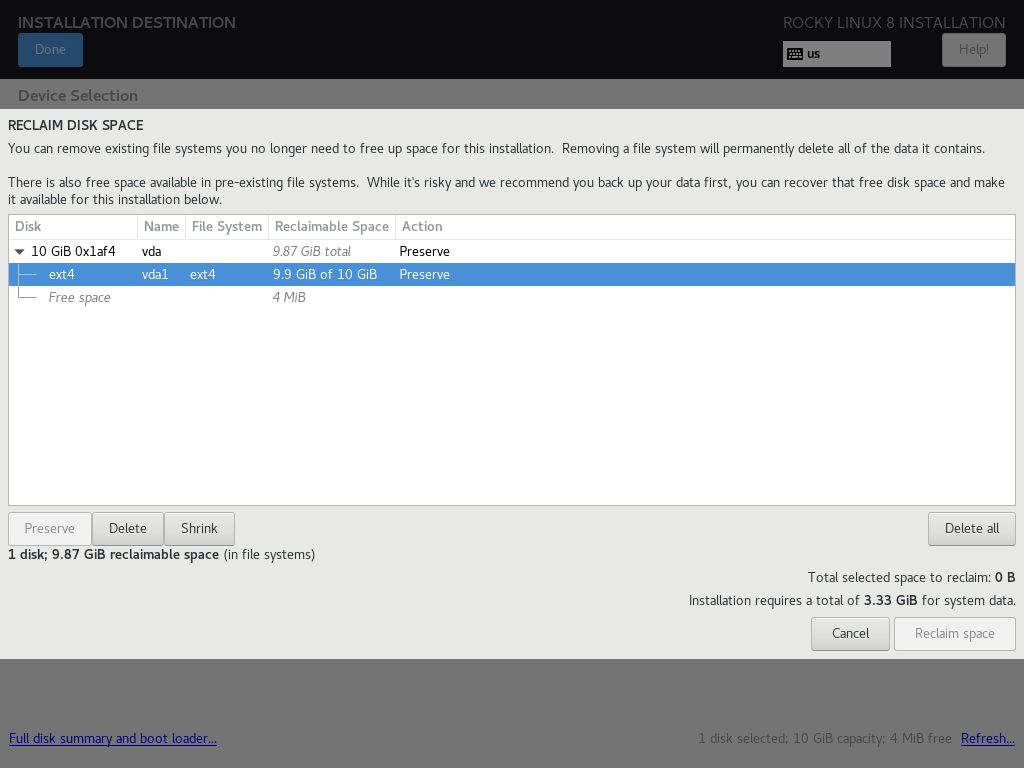 INSTALLATION DESTINATION
ROCKY LINUX 8 INSTALLATION
Done
us
Help!
Device Selection
RECLAIM DISK SPACE
You can remove existing file systems you no longer need to free up space for this installation.  Removing a file system will permanently delete all of the data it contains.
There is also free space available in pre-existing file systems.  While it's risky and we recommend you back up your data first, you can recover that free disk space and make
it available for this installation below.
Disk Name File System Reclaimable Space Action
10 GiB 0x1af4 vda 9.87 GiB total Preserve
ext4 vda1 ext4 9.9 GiB of 10 GiB Preserve
Free space 4 MiB
Preserve Delete Shrink Delete all
1 disk; 9.87 GiB reclaimable space (in file systems)
Total selected space to reclaim: 0 B
Installation requires a total of 3.33 GiB for system data.
Cancel Reclaim space
Full disk summary and boot loader... 1 disk selected; 10 GiB capacity; 4 MiB free Refresh...